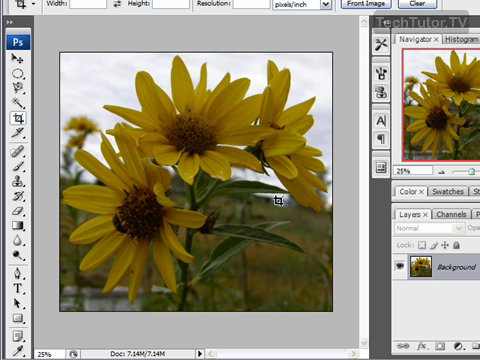 Width:
Height:
Resolution:
pixels/inch
Front Image
Clear
TechTutor.TV
Ps
Navigator
Histogram
25%
Color
Swatches
Layers
Channels
Normal
Lock:
Background
25%
Doc: 7.14M/7.14M